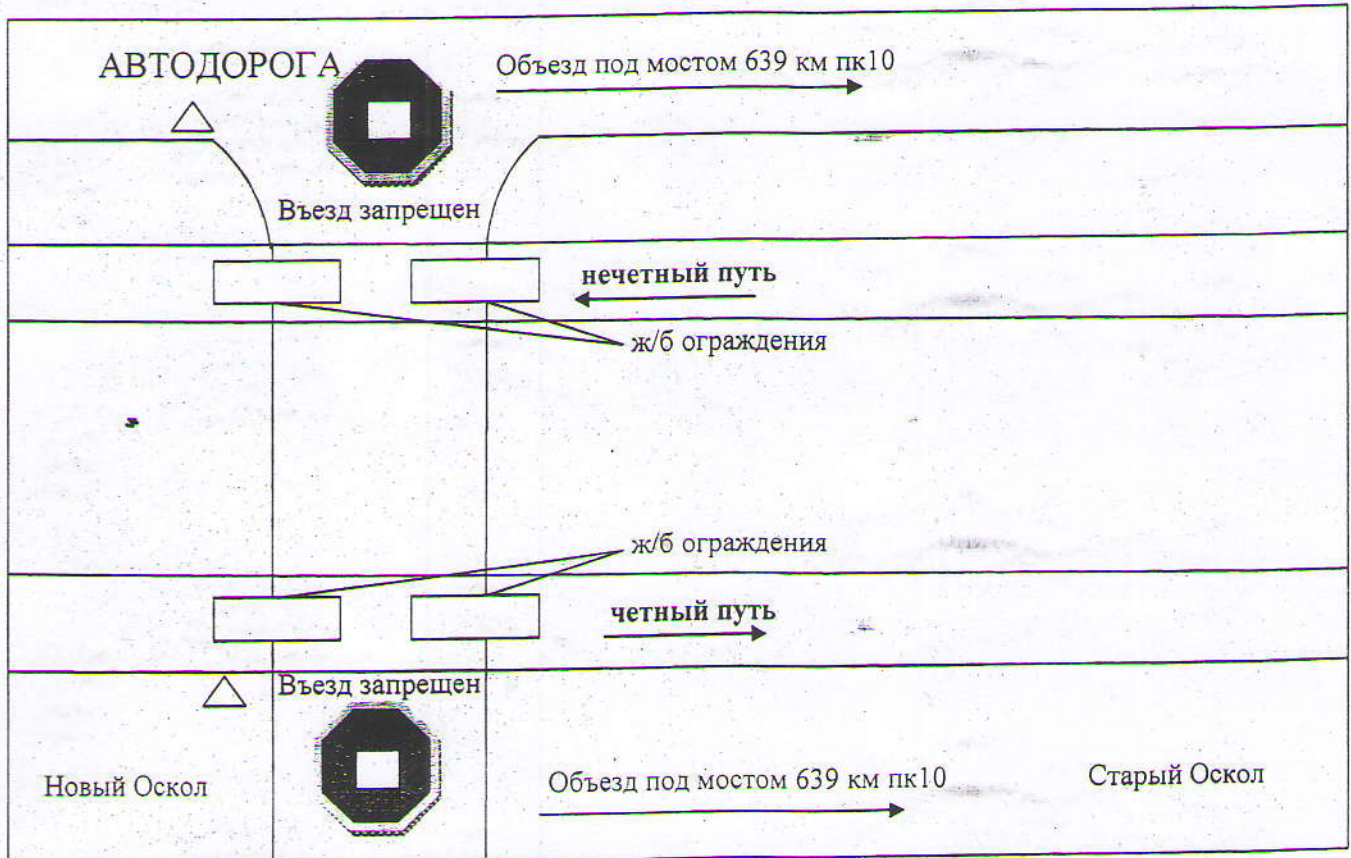 АВТОДОРОГА
Объезд под мостом 639 км пк10
Въезд запрещен
нечетный путь
ж/б ограждения
ж/б ограждения
четный путь
Въезд запрещен
Новый Оскол
Объезд под мостом 639 км пк10
Старый Оскол